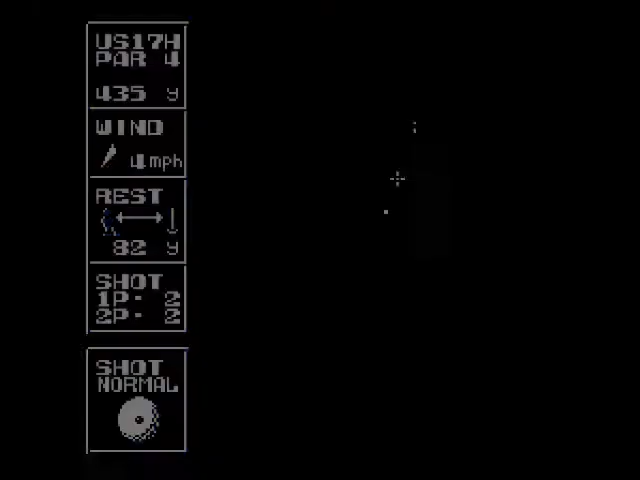 US17H
PAR 4
435 y
WIND
4mph
REST
82 y
SHOT
1P· 2
2P· 2
SHOT
NORMAL